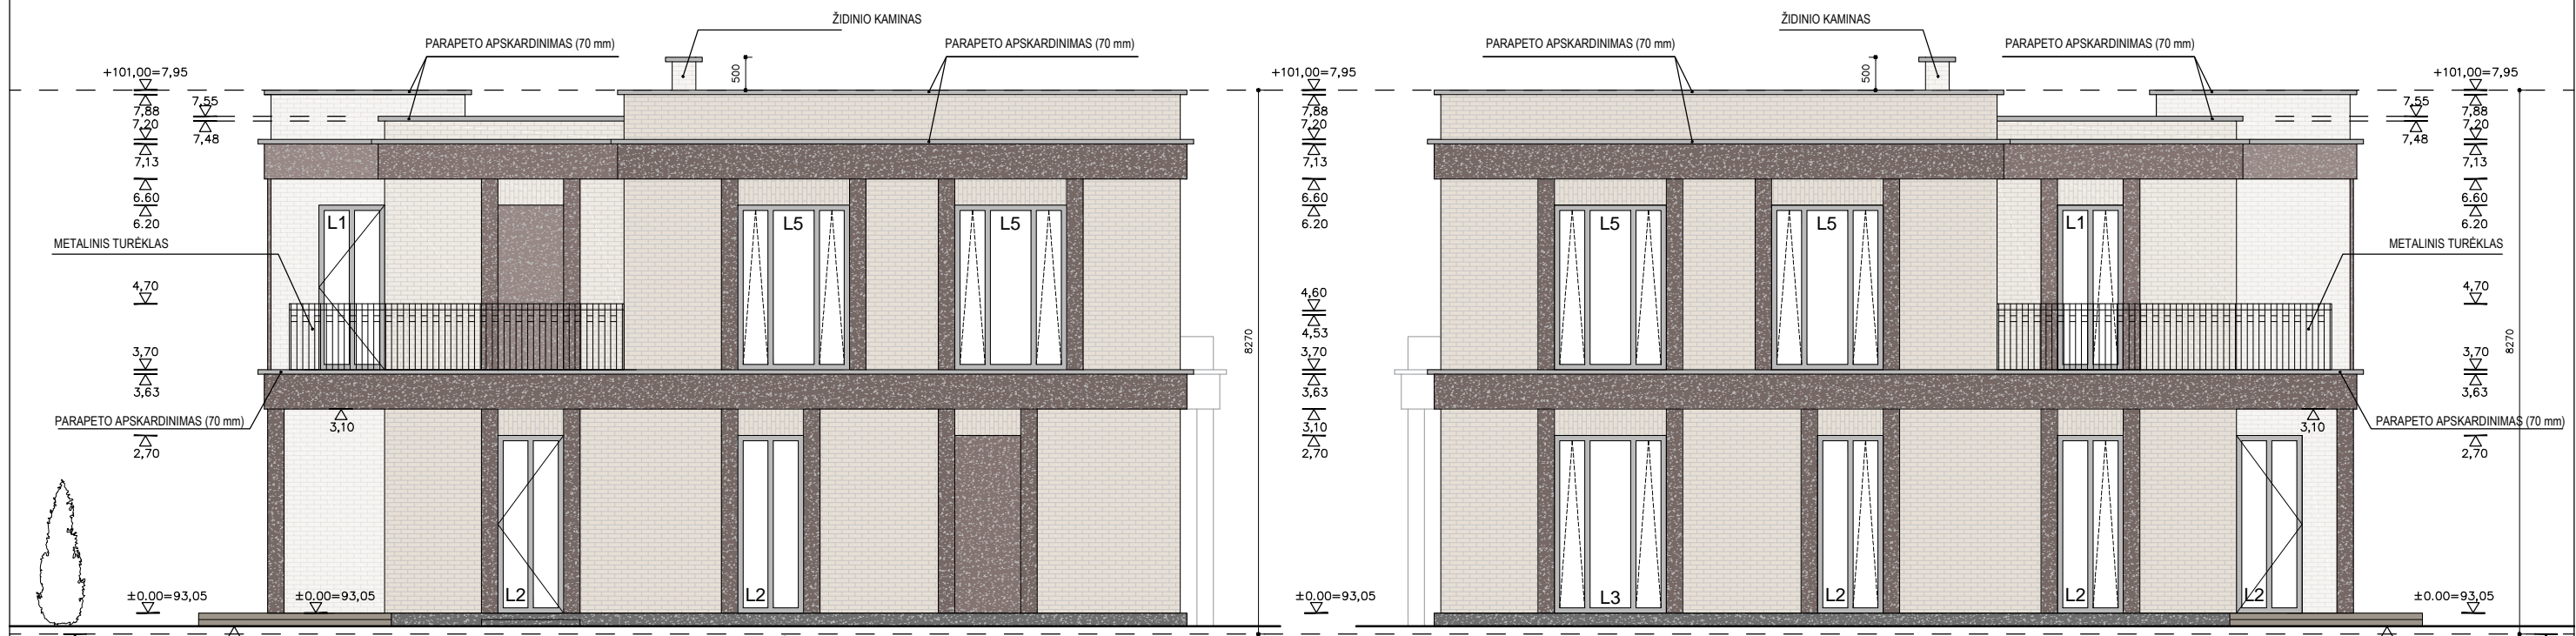 ŽIDINIO KAMINAS
ŽIDINIO KAMINAS
PARAPETO APSKARDINIMAS (70 mm)
PARAPETO APSKARDINIMAS (70 mm)
PARAPETO APSKARDINIMAS (70 mm)
PARAPETO APSKARDINIMAS (70 mm)
+101,00=7,95
500
+101,00=7,95
500
+101,00=7,95
7,88
7,55
7,88
7,55
7,88
7,20
7,48
7,20
7,48
7,20
7,13
7,13
7,13
6.60
6.60
6.60
6.20
6.20
6.20
L1
L5
L5
L5
L5
L1
METALINIS TURĖKLAS
METALINIS TURĖKLAS
4,70
4,60
4,70
4,53
8270
8270
3,70
3,70
3,70
3,63
3,63
3,63
PARAPETO APSKARDINIMAS (70 mm)
3,10
3,10
3,10
PARAPETO APSKARDINIMAS (70 mm)
2,70
2,70
2,70
±0.00=93,05
±0.00=93,05
L2
L2
±0.00=93,05
L3
L2
L2
L2
±0.00=93,05